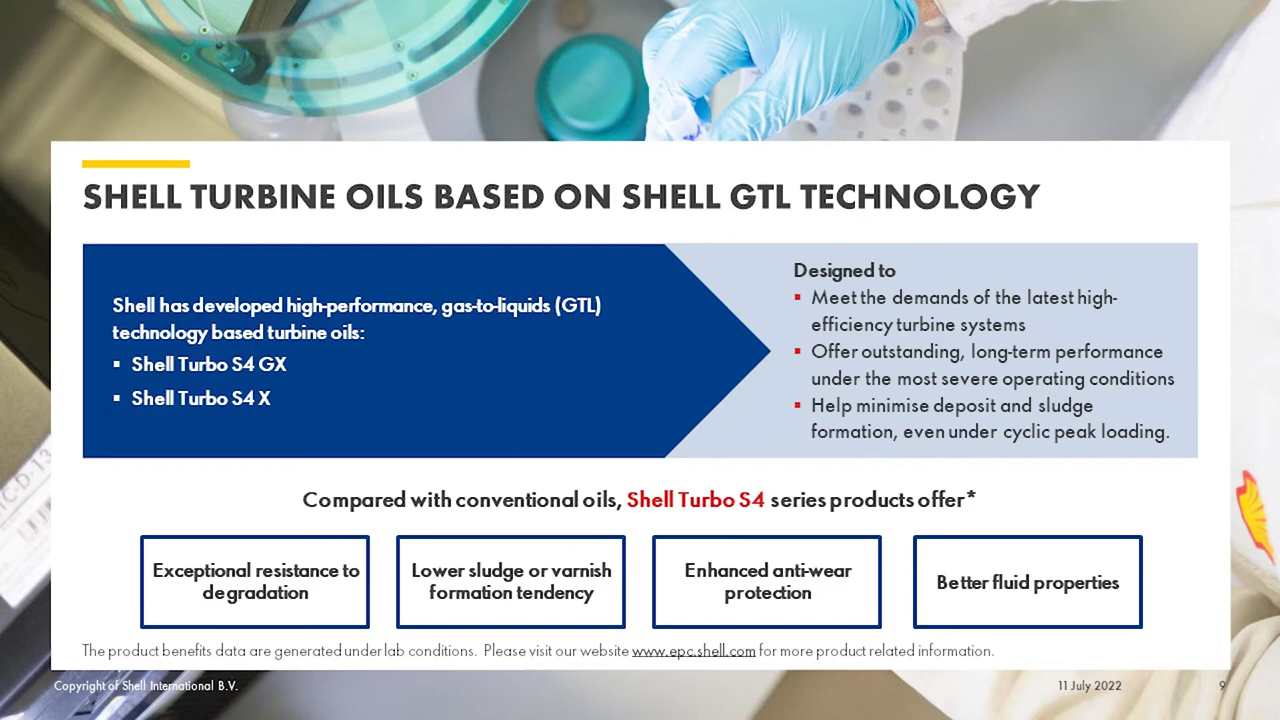 SHELL TURBINE OILS BASED ON SHELL GTL TECHNOLOGY
Shell has developed high-performance, gas-to-liquids (GTL)
technology based turbine oils:
▪ Shell Turbo S4 GX
▪ Shell Turbo S4 X
Designed to
▪ Meet the demands of the latest high-
efficiency turbine systems
▪ Offer outstanding, long-term performance
under the most severe operating conditions
▪ Help minimise deposit and sludge
formation, even under cyclic peak loading.
Compared with conventional oils, Shell Turbo S4 series products offer*
Exceptional resistance to
degradation
Lower sludge or varnish
formation tendency
Enhanced anti-wear
protection
Better fluid properties
The product benefits data are generated under lab conditions. Please visit our website www.epc.shell.com for more product related information.
Copyright of Shell International B.V.
11 July 2022
9